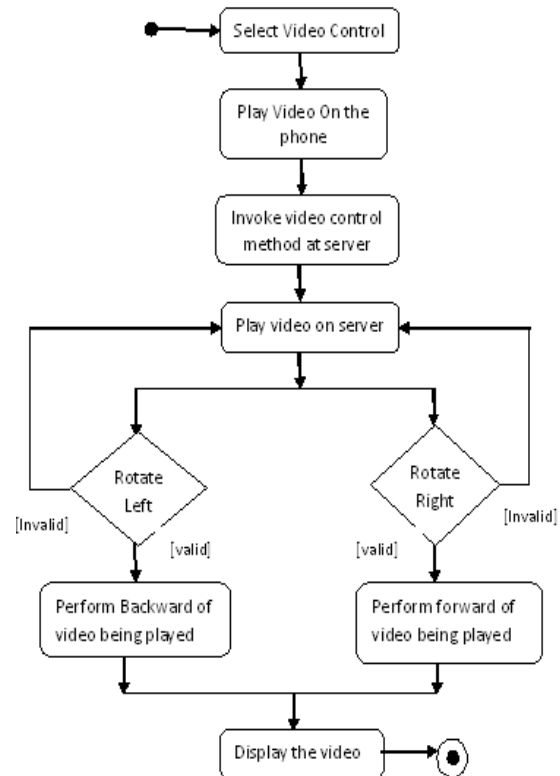 Select Video Control
Play Video On the
phone
Invoke video control
method at server
Play video on server
Rotate
Left
Rotate
Right
[Invalid]
[valid]
[valid]
[Invalid]
Perform Backward of
video being played
Perform forward of
video being played
Display the video